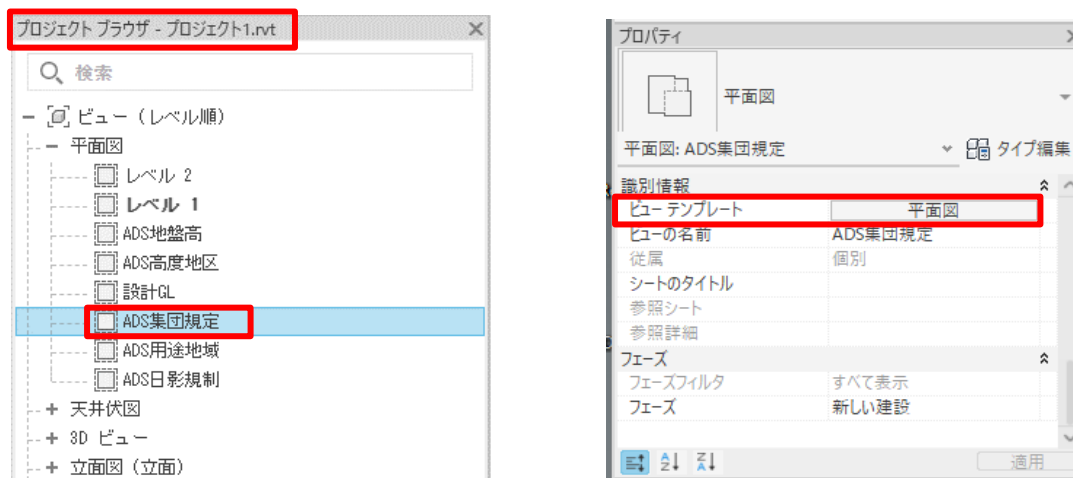 プロジェクト ブラウザ - プロジェクト1.rvt
検索
ビュー (レベル順)
平面図
レベル 2
レベル 1
ADS地盤高
ADS高度地区
設計GL
ADS集団規定
ADS用途地域
ADS日影規制
天井伏図
3D ビュー
立面図 (立面)
プロパティ
平面図
平面図: ADS集団規定 タイプ編集
識別情報
ビュー テンプレート 平面図
ビューの名前 ADS集団規定
従属 個別
シートのタイトル
参照シート
参照詳細
フェーズ
フェーズフィルタ すべて表示
フェーズ 新しい建設
適用